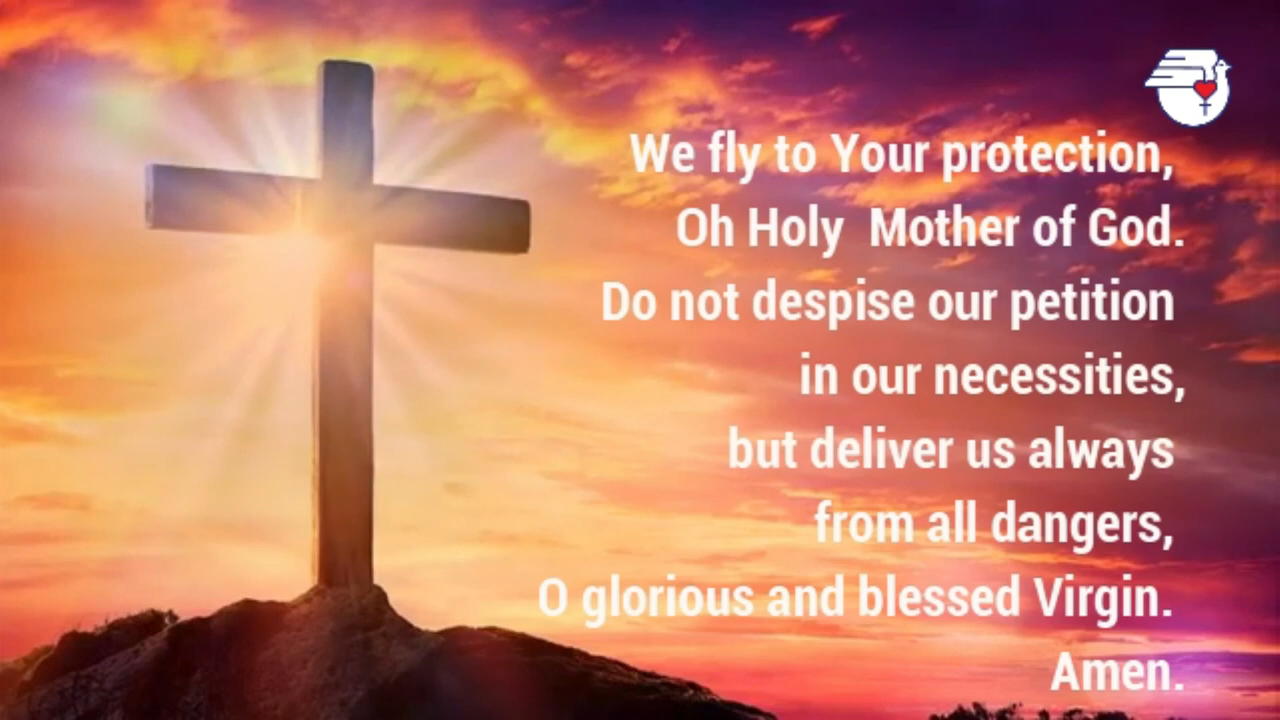 We fly to Your protection,
Oh Holy  Mother of God.
Do not despise our petition
in our necessities,
but deliver us always
from all dangers,
O glorious and blessed Virgin.
Amen.